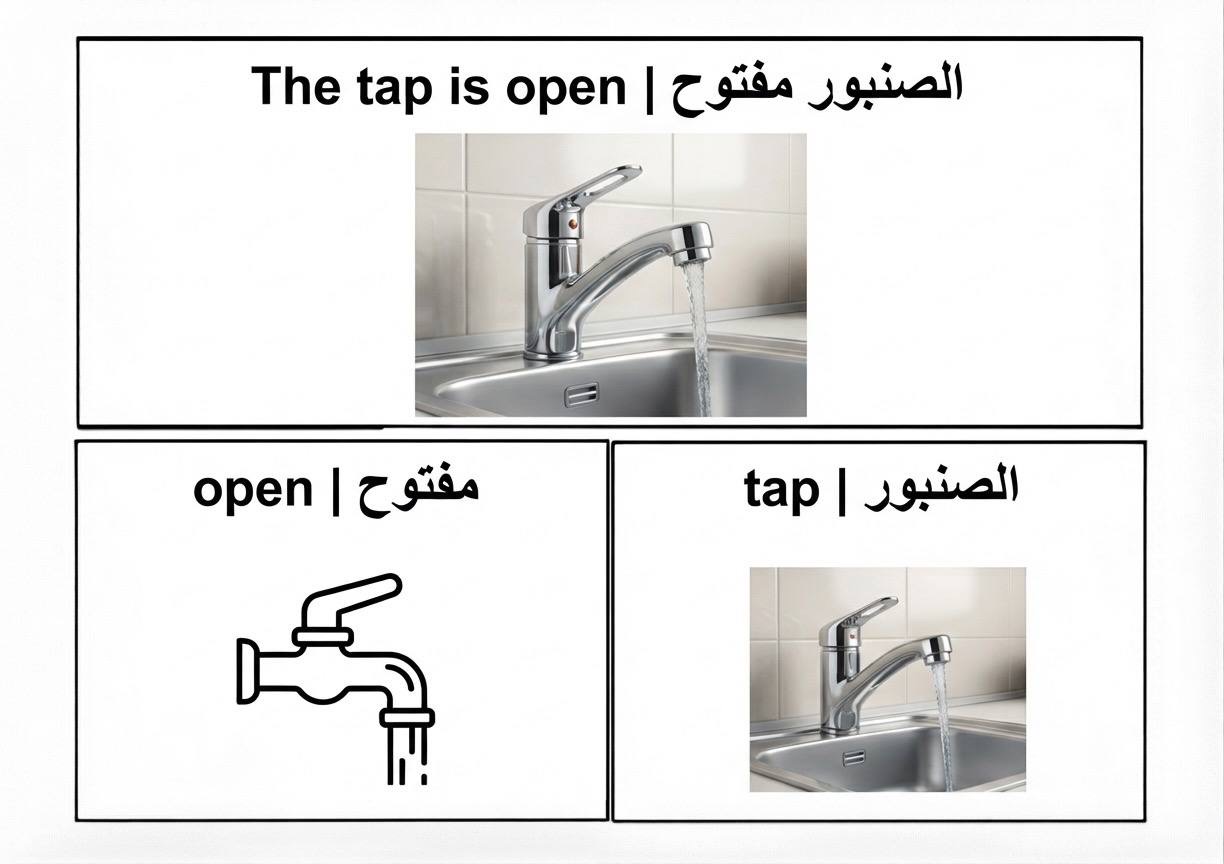 The tap is open | الصنبور مفتوح
open | مفتوح
tap | الصنبور